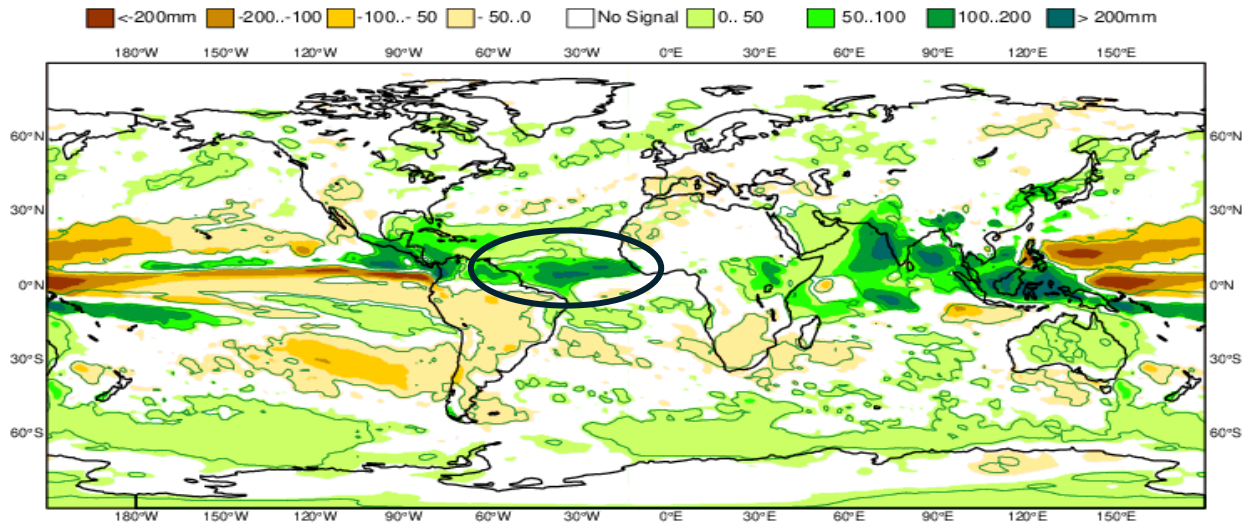 <-200mm -200..-100 -100..- 50 - 50..0 No Signal 0.. 50 50..100 100..200 > 200mm
180°W 150°W 120°W 90°W 60°W 30°W 0°E 30°E 60°E 90°E 120°E 150°E
60°N 60°N
30°N 30°N
0°N 0°N
30°S 30°S
60°S 60°S
180°W 150°W 120°W 90°W 60°W 30°W 0°E 30°E 60°E 90°E 120°E 150°E